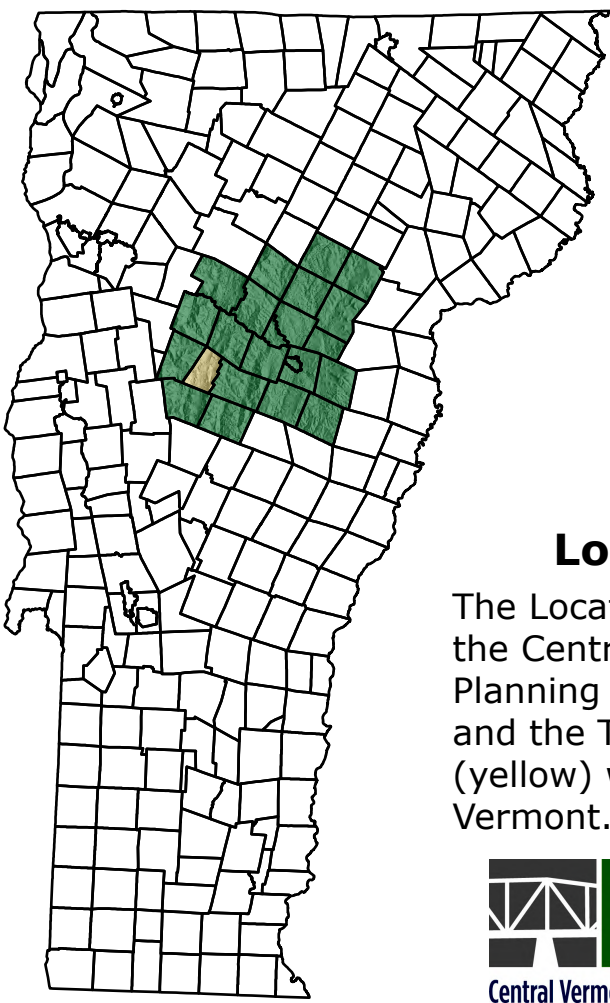 Lo
The Locat
the Centr
Planning
and the T
(yellow) w
Vermont.
Central Verm